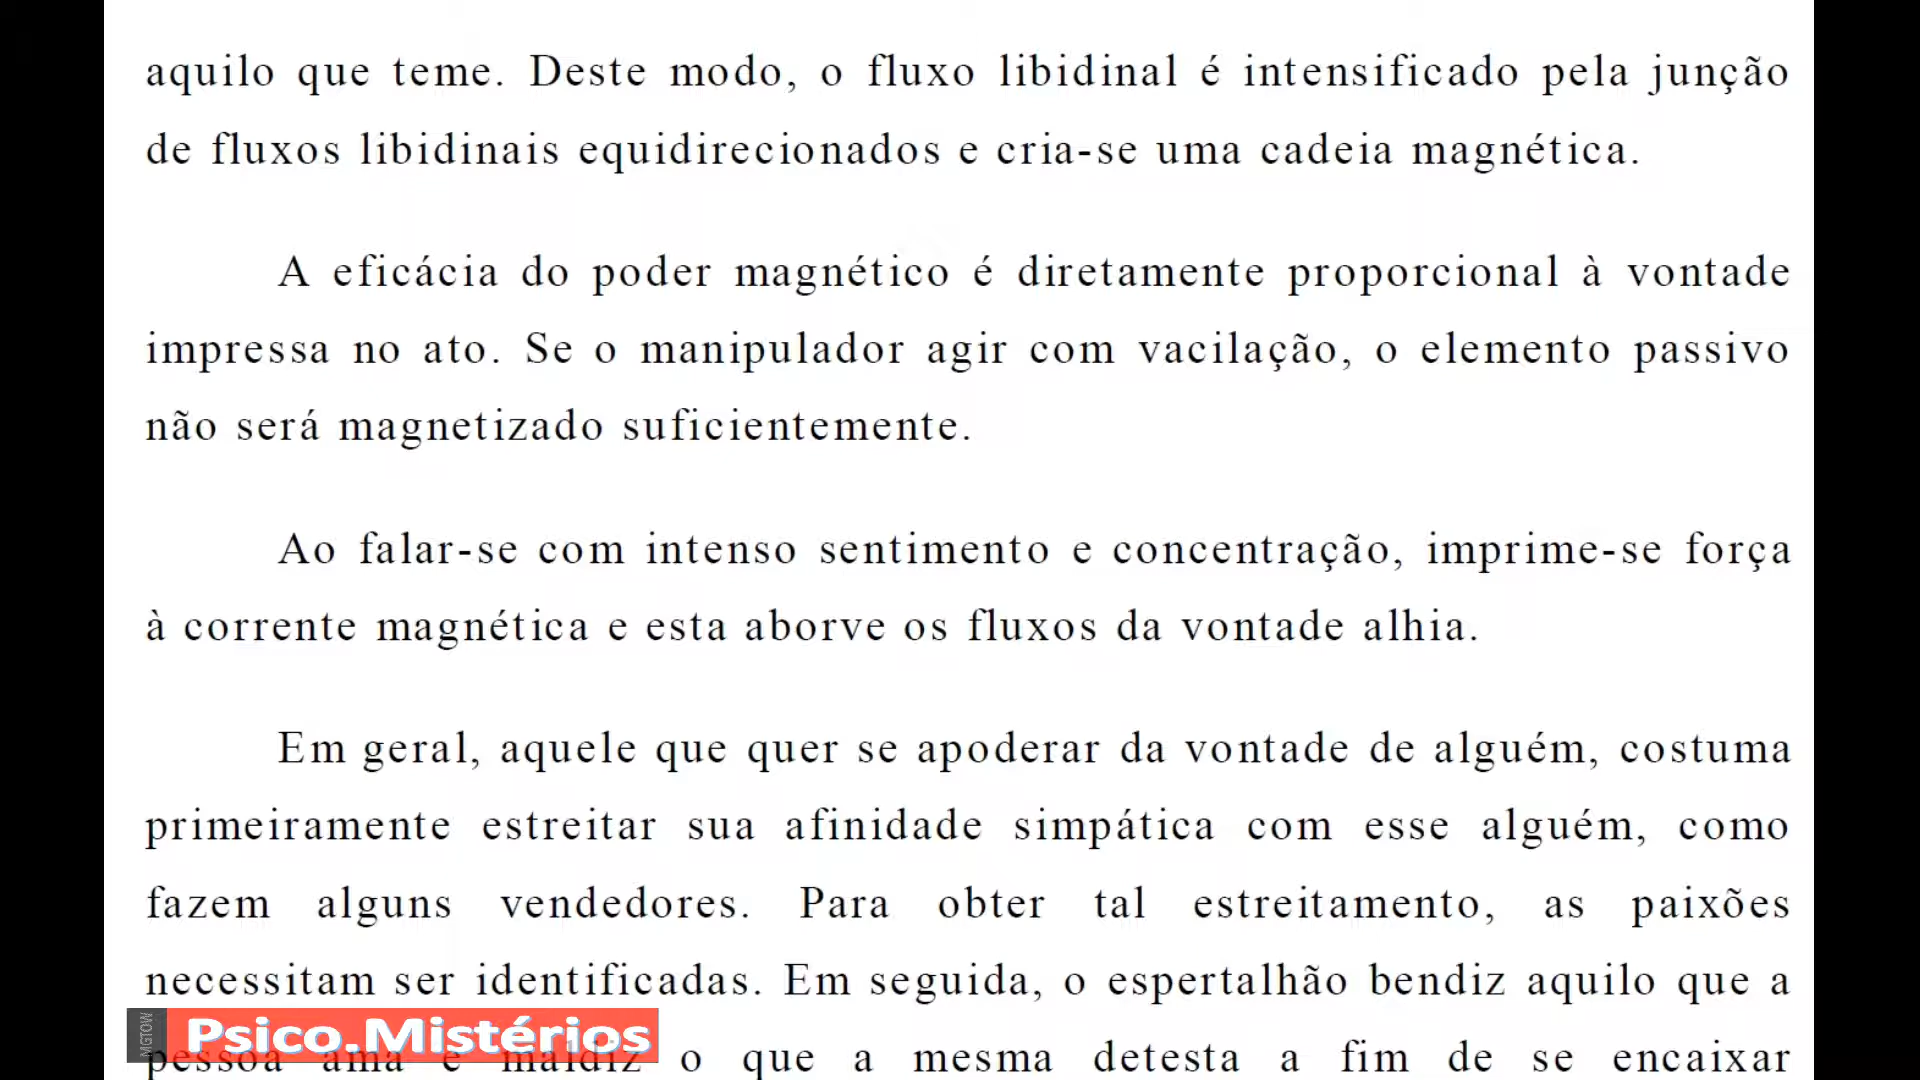 aquilo que teme. Deste modo, o fluxo libidinal é intensificado pela junção
de fluxos libidinais equidirecionados e cria-se uma cadeia magnética.
A eficácia do poder magnético é diretamente proporcional à vontade
impressa no ato. Se o manipulador agir com vacilação, o elemento passivo
não será magnetizado suficientemente.
Ao falar-se com intenso sentimento e concentração, imprime-se força
à corrente magnética e esta aborve os fluxos da vontade alhia.
Em geral, aquele que quer se apoderar da vontade de alguém, costuma
primeiramente estreitar sua afinidade simpática com esse alguém, como
fazem alguns vendedores. Para obter tal estreitamento, as paixões
necessitam ser identificadas. Em seguida, o espertalhão bendiz aquilo que a
MGTOW
Psico.Mistérios
pessoa ama e maldiz o que a mesma detesta a fim de se encaixar